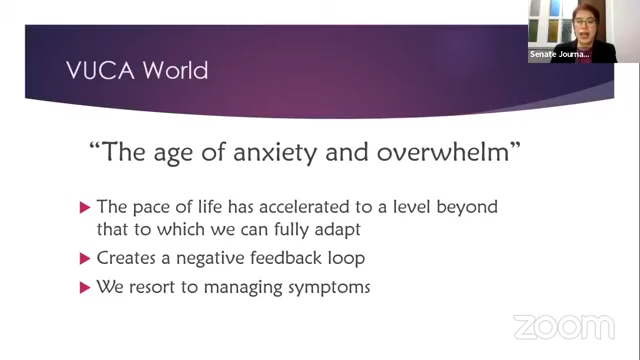 VUCA World
Senate Jourma...
“The age of anxiety and overwhelm”
The pace of life has accelerated to a level beyond
that to which we can fully adapt
Creates a negative feedback loop
We resort to managing symptoms
zoom